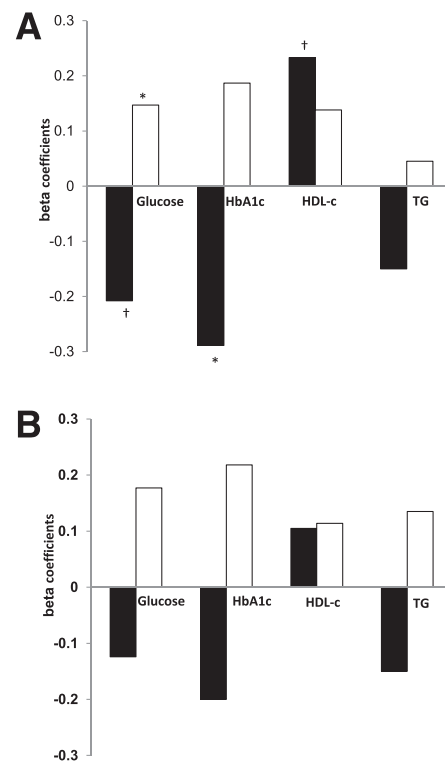 A
0.3
*
†
0.2
0.1
beta coefficients
0
Glucose
HbA1c
HDL-c
TG
-0.1
-0.2
†
-0.3
*
B
0.3
0.2
0.1
beta coefficients
0
Glucose
HbA1c
HDL-c
TG
-0.1
-0.2
-0.3